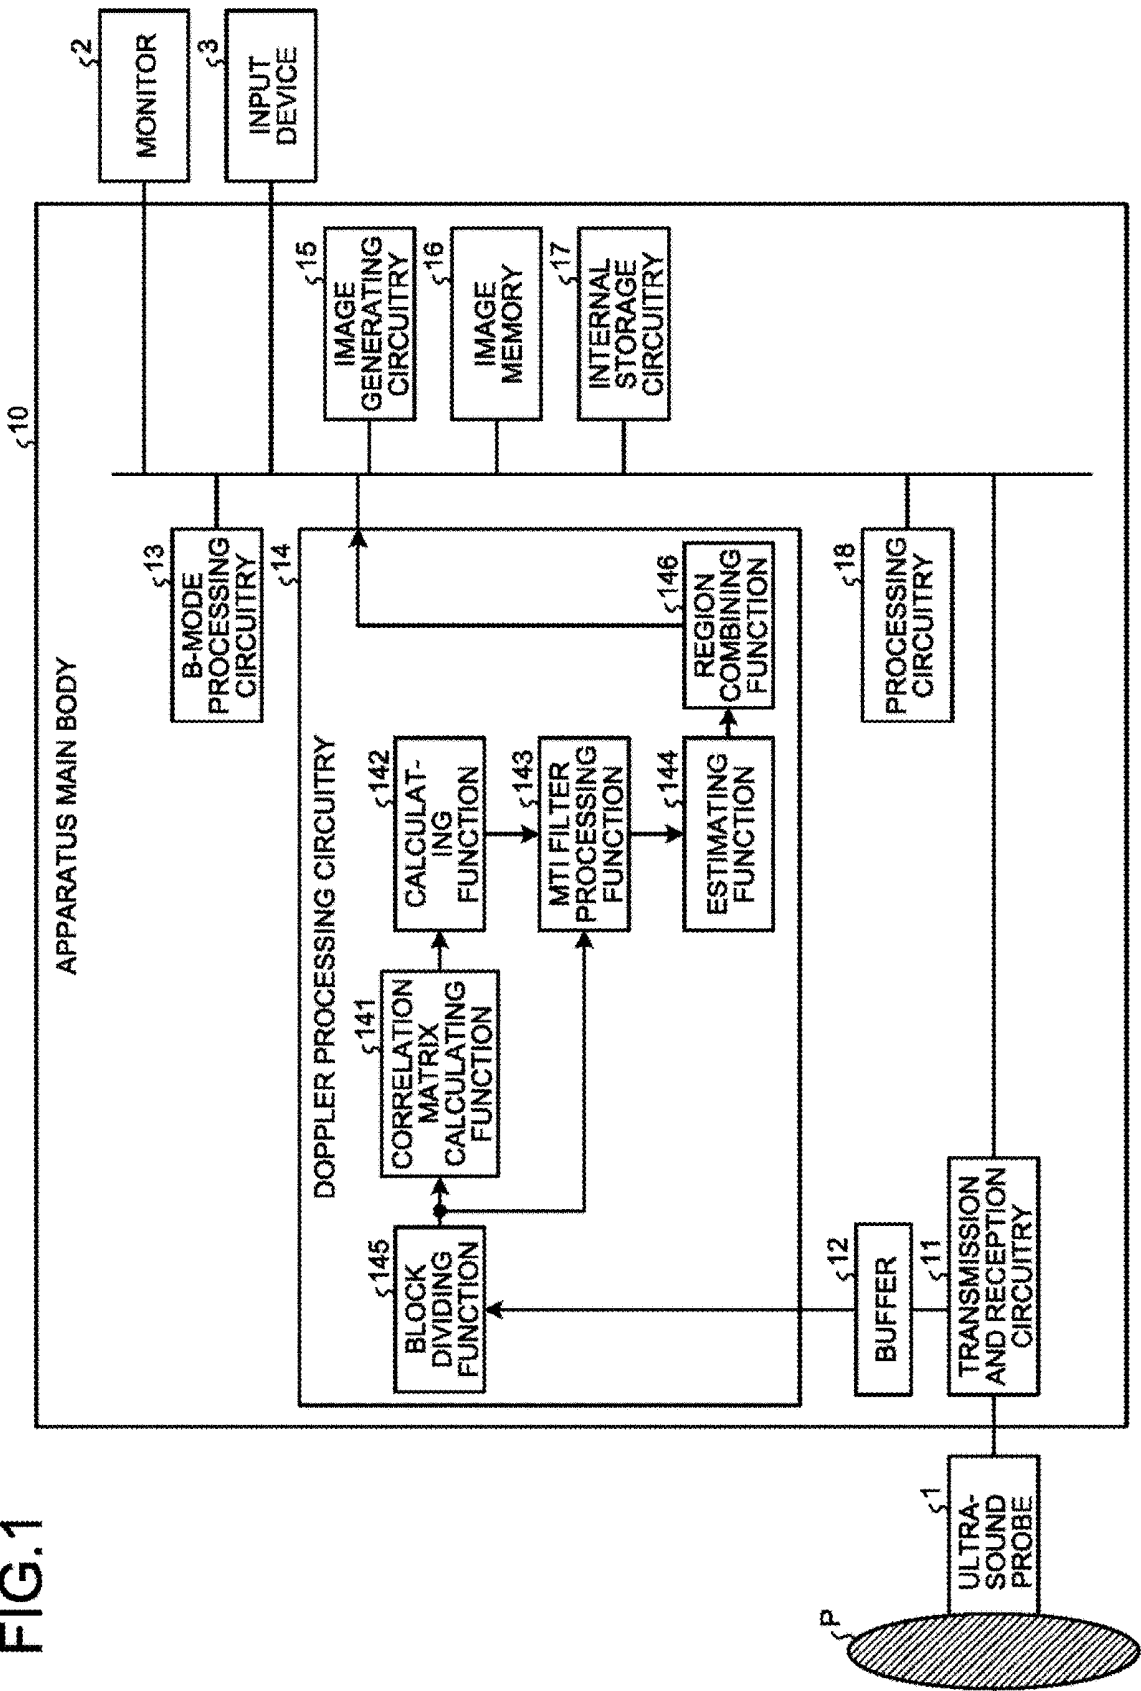 FIG.1
APPARATUS MAIN BODY
10
MONITOR
2
INPUT
DEVICE
3
B-MODE
PROCESSING
CIRCUITRY
13
IMAGE
GENERATING
CIRCUITRY
15
IMAGE
MEMORY
16
INTERNAL
STORAGE
CIRCUITRY
17
DOPPLER PROCESSING CIRCUITRY
14
BLOCK
DIVIDING
FUNCTION
145
CORRELATION
MATRIX
CALCULATING
FUNCTION
141
CALCULAT-
ING
FUNCTION
142
MTI FILTER
PROCESSING
FUNCTION
143
ESTIMATING
FUNCTION
144
REGION
COMBINING
FUNCTION
146
BUFFER
12
PROCESSING
CIRCUITRY
18
TRANSMISSION
AND RECEPTION
CIRCUITRY
11
ULTRA-
SOUND
PROBE
1
P